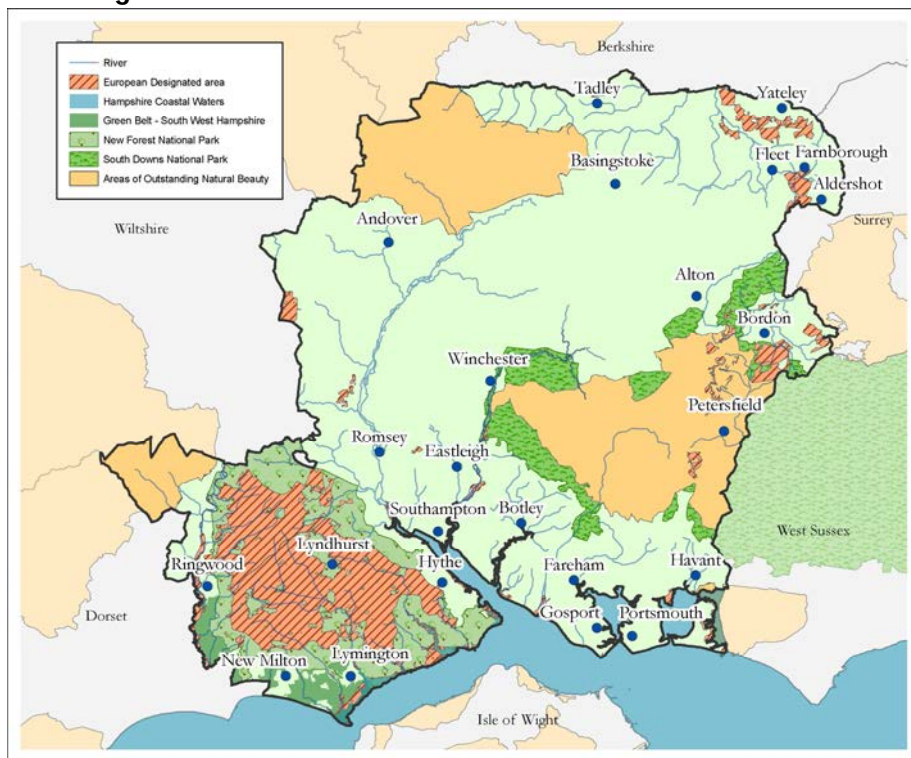 Berkshire
River
European Designated area
Hampshire Coastal Waters
Green Belt - South West Hampshire
New Forest National Park
South Downs National Park
Areas of Outstanding Natural Beauty
Tadley
Yateley
Basingstoke
Fleet
Farnborough
Aldershot
Andover
Wiltshire
Surrey
Alton
Bordon
Winchester
Petersfield
Romsey
Eastleigh
Southampton
Botley
West Sussex
Lyndhurst
Ringwood
Hythe
Fareham
Havant
Dorset
Gosport
Portsmouth
New Milton
Lymington
Isle of Wight